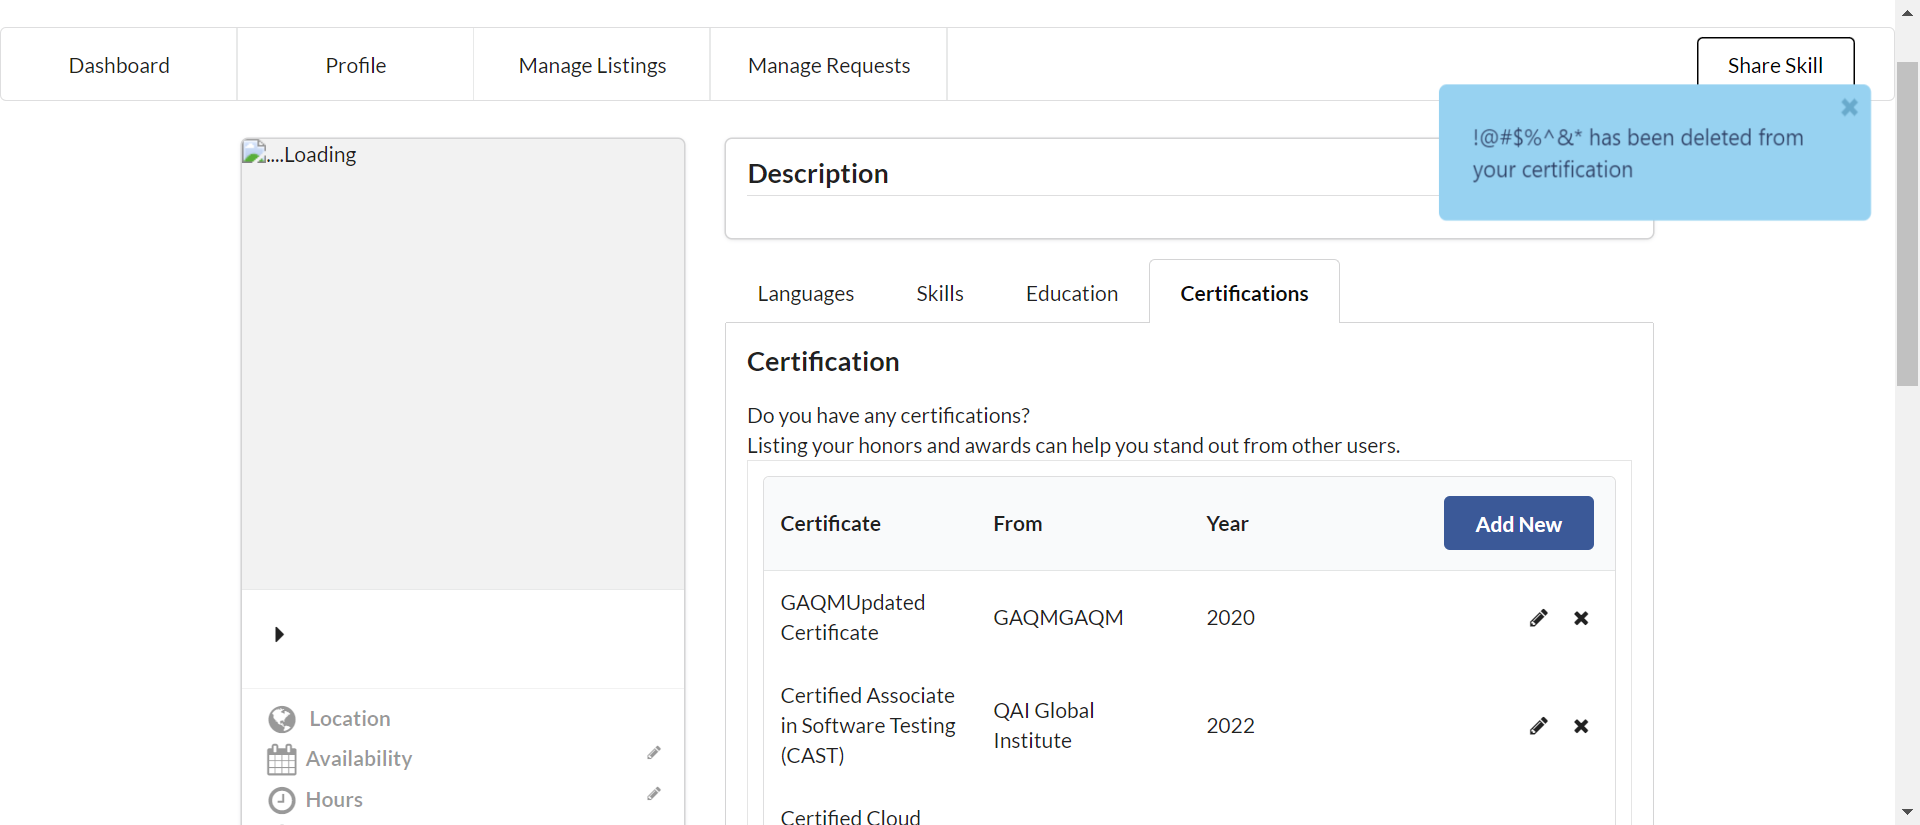 Dashboard
Profile
Manage Listings
Manage Requests
Share Skill
!@#$%^&* has been deleted from
your certification
....Loading
Description
Languages
Skills
Education
Certifications
Certification
Do you have any certifications?
Listing your honors and awards can help you stand out from other users.
Certificate From Year Add New
GAQMUpdated
Certificate
GAQMGAQM
2020
Certified Associate
in Software Testing
(CAST)
QAI Global
Institute
2022
Certified Cloud
Location
Availability
Hours